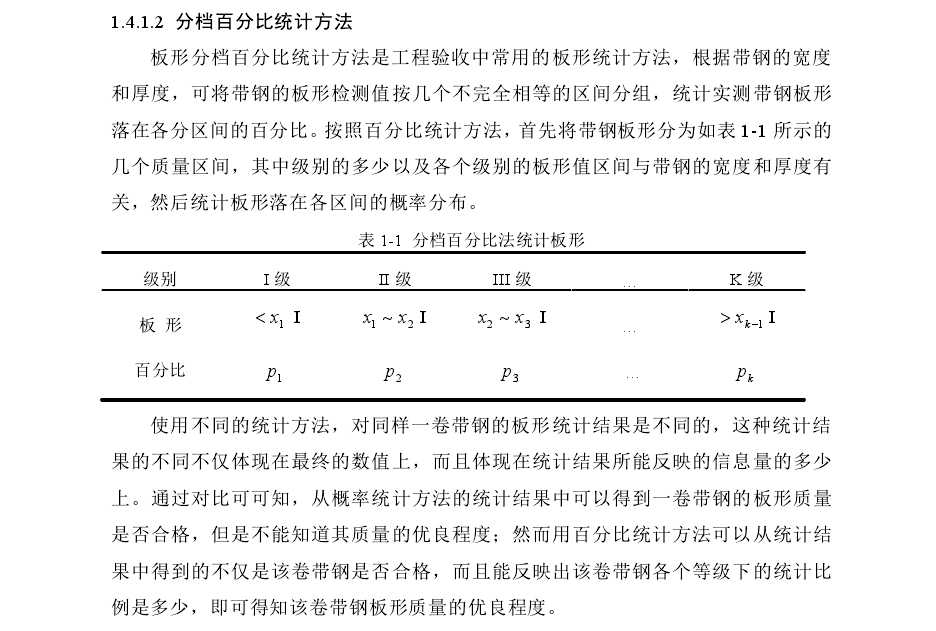 1.4.1.2 分档百分比统计方法
板形分档百分比统计方法是工程验收中常用的板形统计方法，根据带钢的宽度
和厚度，可将带钢的板形检测值按几个不完全相等的区间分组，统计实测带钢板形
落在各分区间的百分比。按照百分比统计方法，首先将带钢板形分为如表 1-1 所示的
几个质量区间，其中级别的多少以及各个级别的板形值区间与带钢的宽度和厚度有
关，然后统计板形落在各区间的概率分布。
表 1-1 分档百分比法统计板形
级别 I 级 II 级 III 级 … K 级
板 形 < x₁ I x₁ ~ x₂ I x₂ ~ x₃ I … > xₖ₋₁ I
百分比 p₁ p₂ p₃ … pₖ
使用不同的统计方法，对同样一卷带钢的板形统计结果是不同的，这种统计结
果的不同不仅体现在最终的数值上，而且体现在统计结果所能反映的信息量的多少
上。通过对比可可知，从概率统计方法的统计结果中可以得到一卷带钢的板形质量
是否合格，但是不能知道其质量的优良程度；然而用百分比统计方法可以从统计结
果中得到的不仅是该卷带钢是否合格，而且能反映出该卷带钢各个等级下的统计比
例是多少，即可得知该卷带钢板形质量的优良程度。